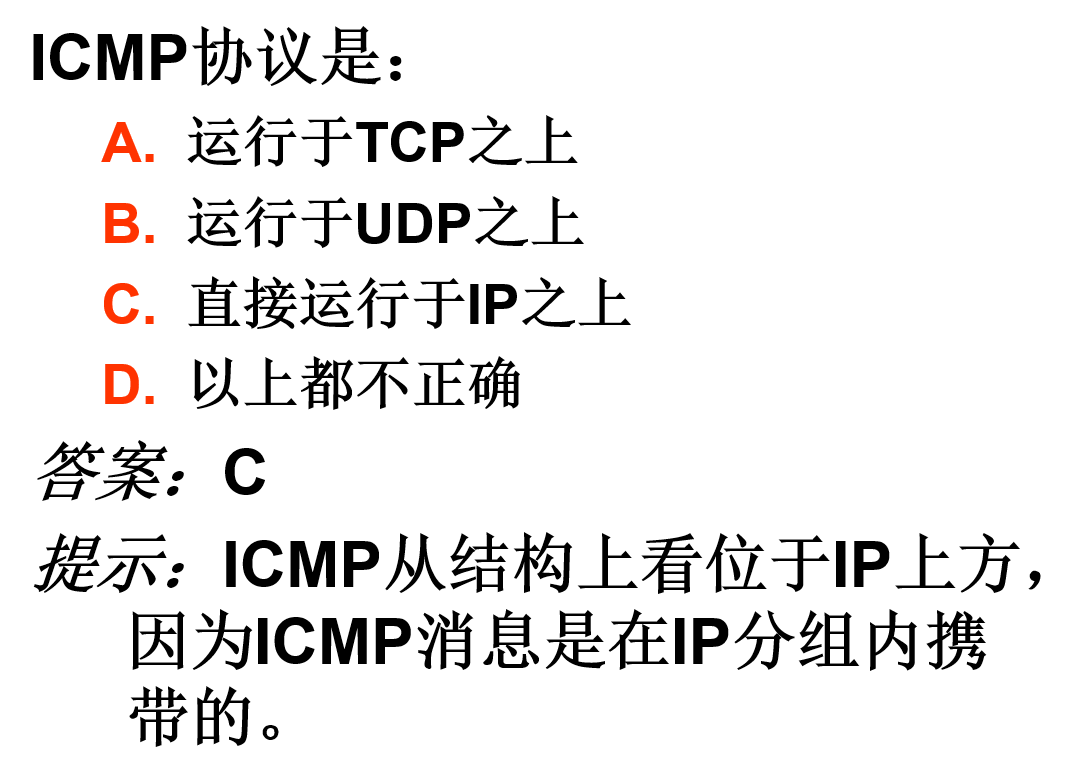 ICMP协议是：
A. 运行于TCP之上
B. 运行于UDP之上
C. 直接运行于IP之上
D. 以上都不正确
答案：C
提示：ICMP从结构上看位于IP上方，
因为ICMP消息是在IP分组内携
带的。